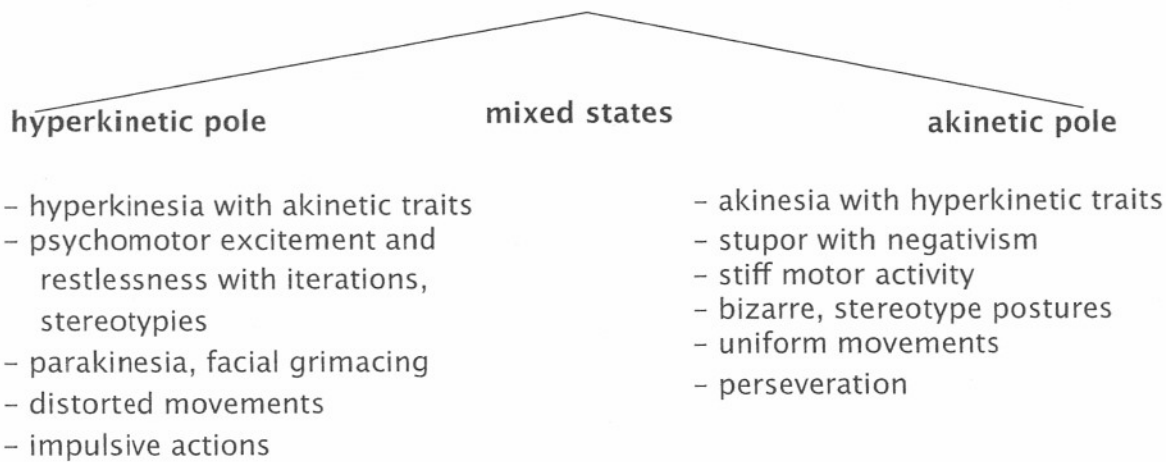 hyperkinetic pole
mixed states
akinetic pole
– hyperkinesia with akinetic traits
– psychomotor excitement and
restlessness with iterations,
stereotypies
– parakinesia, facial grimacing
– distorted movements
– impulsive actions
– akinesia with hyperkinetic traits
– stupor with negativism
– stiff motor activity
– bizarre, stereotype postures
– uniform movements
– perseveration